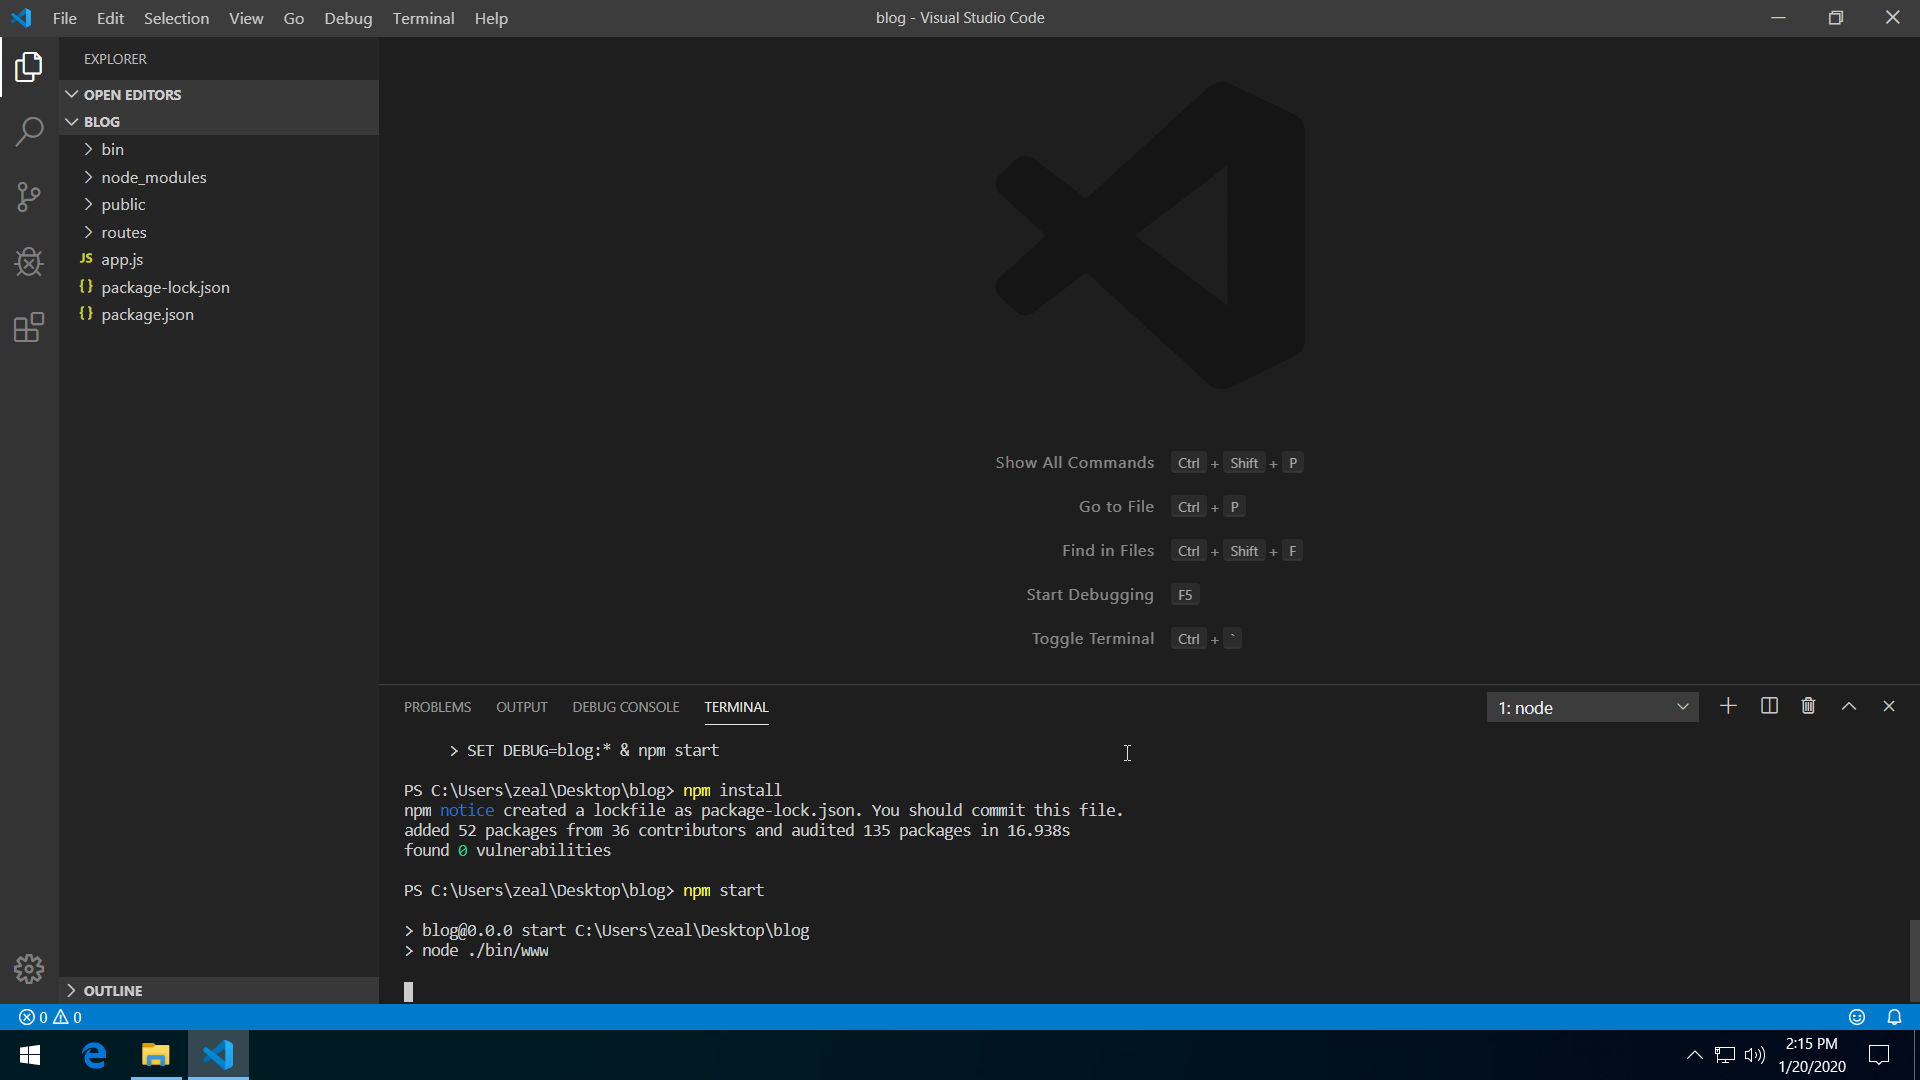 File Edit Selection View Go Debug Terminal Help
blog - Visual Studio Code
EXPLORER
OPEN EDITORS
BLOG
bin
node_modules
public
routes
JS app.js
{} package-lock.json
{} package.json
OUTLINE
Show All Commands Ctrl + Shift + P
Go to File Ctrl + P
Find in Files Ctrl + Shift + F
Start Debugging F5
Toggle Terminal Ctrl + `
PROBLEMS OUTPUT DEBUG CONSOLE TERMINAL
1: node
> SET DEBUG=blog:* & npm start
PS C:\Users\zeal\Desktop\blog> npm install
npm notice created a lockfile as package-lock.json. You should commit this file.
added 52 packages from 36 contributors and audited 135 packages in 16.938s
found 0 vulnerabilities
PS C:\Users\zeal\Desktop\blog> npm start
> blog@0.0.0 start C:\Users\zeal\Desktop\blog
> node ./bin/www
0 0
2:15 PM
1/20/2020